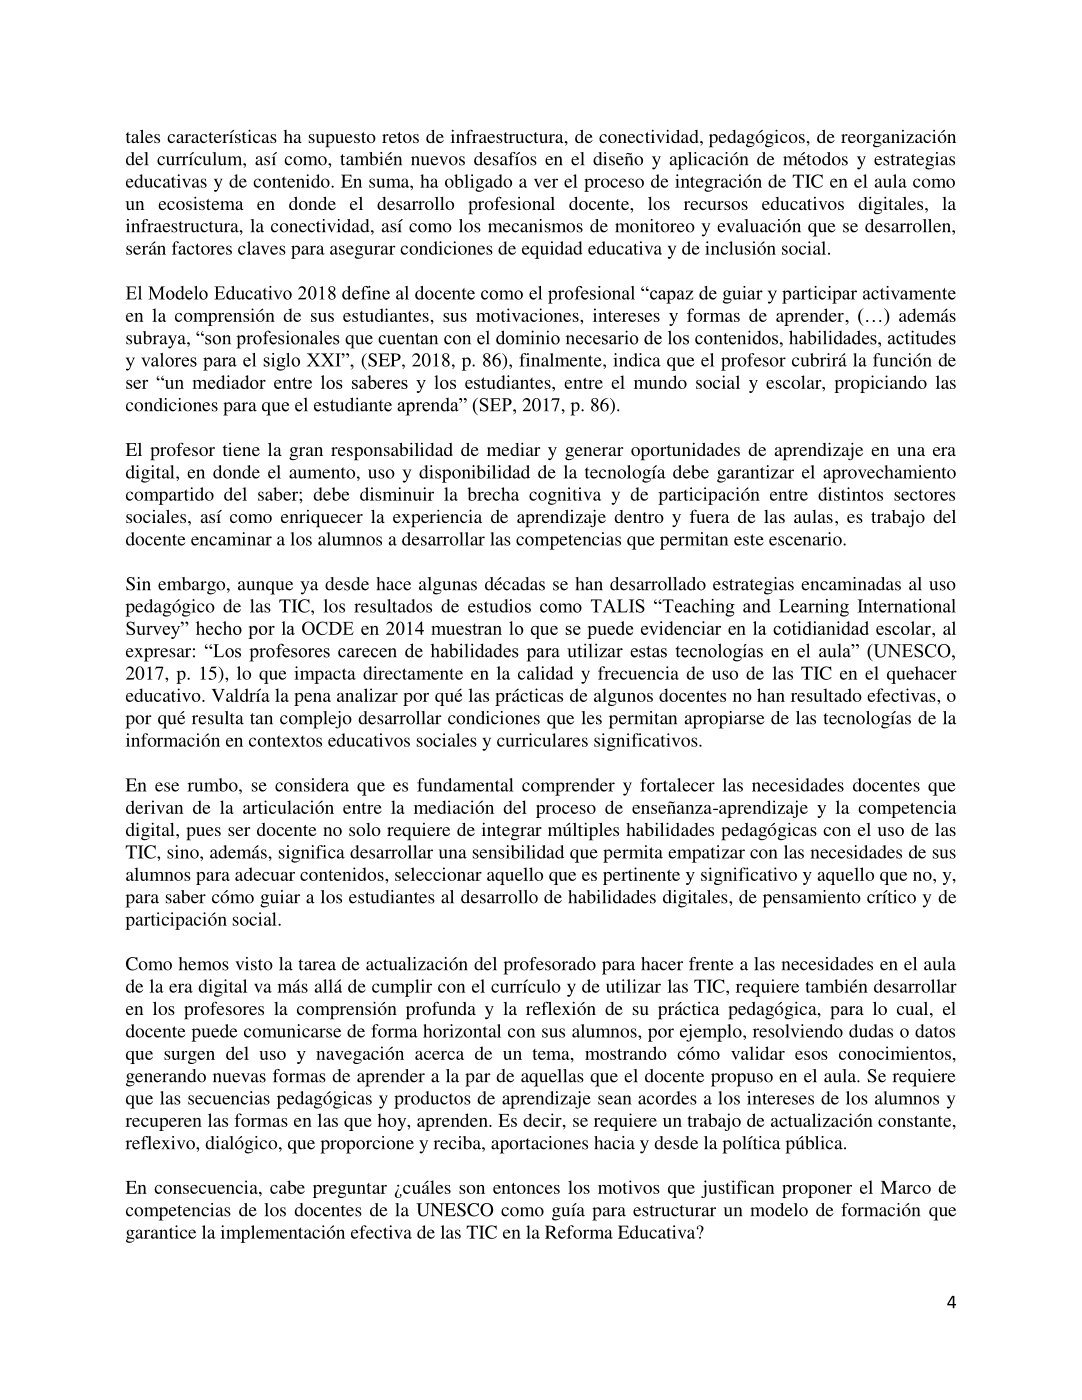 tales características ha supuesto retos de infraestructura, de conectividad, pedagógicos, de reorganización
del currículum, así como, también nuevos desafíos en el diseño y aplicación de métodos y estrategias
educativas y de contenido. En suma, ha obligado a ver el proceso de integración de TIC en el aula como
un ecosistema en donde el desarrollo profesional docente, los recursos educativos digitales, la
infraestructura, la conectividad, así como los mecanismos de monitoreo y evaluación que se desarrollen,
serán factores claves para asegurar condiciones de equidad educativa y de inclusión social.
El Modelo Educativo 2018 define al docente como el profesional “capaz de guiar y participar activamente
en la comprensión de sus estudiantes, sus motivaciones, intereses y formas de aprender, (…) además
subraya, “son profesionales que cuentan con el dominio necesario de los contenidos, habilidades, actitudes
y valores para el siglo XXI”, (SEP, 2018, p. 86), finalmente, indica que el profesor cubrirá la función de
ser “un mediador entre los saberes y los estudiantes, entre el mundo social y escolar, propiciando las
condiciones para que el estudiante aprenda” (SEP, 2017, p. 86).
El profesor tiene la gran responsabilidad de mediar y generar oportunidades de aprendizaje en una era
digital, en donde el aumento, uso y disponibilidad de la tecnología debe garantizar el aprovechamiento
compartido del saber; debe disminuir la brecha cognitiva y de participación entre distintos sectores
sociales, así como enriquecer la experiencia de aprendizaje dentro y fuera de las aulas, es trabajo del
docente encaminar a los alumnos a desarrollar las competencias que permitan este escenario.
Sin embargo, aunque ya desde hace algunas décadas se han desarrollado estrategias encaminadas al uso
pedagógico de las TIC, los resultados de estudios como TALIS “Teaching and Learning International
Survey” hecho por la OCDE en 2014 muestran lo que se puede evidenciar en la cotidianidad escolar, al
expresar: “Los profesores carecen de habilidades para utilizar estas tecnologías en el aula” (UNESCO,
2017, p. 15), lo que impacta directamente en la calidad y frecuencia de uso de las TIC en el quehacer
educativo. Valdría la pena analizar por qué las prácticas de algunos docentes no han resultado efectivas, o
por qué resulta tan complejo desarrollar condiciones que les permitan apropiarse de las tecnologías de la
información en contextos educativos sociales y curriculares significativos.
En ese rumbo, se considera que es fundamental comprender y fortalecer las necesidades docentes que
derivan de la articulación entre la mediación del proceso de enseñanza-aprendizaje y la competencia
digital, pues ser docente no solo requiere de integrar múltiples habilidades pedagógicas con el uso de las
TIC, sino, además, significa desarrollar una sensibilidad que permita empatizar con las necesidades de sus
alumnos para adecuar contenidos, seleccionar aquello que es pertinente y significativo y aquello que no, y,
para saber cómo guiar a los estudiantes al desarrollo de habilidades digitales, de pensamiento crítico y de
participación social.
Como hemos visto la tarea de actualización del profesorado para hacer frente a las necesidades en el aula
de la era digital va más allá de cumplir con el currículo y de utilizar las TIC, requiere también desarrollar
en los profesores la comprensión profunda y la reflexión de su práctica pedagógica, para lo cual, el
docente puede comunicarse de forma horizontal con sus alumnos, por ejemplo, resolviendo dudas o datos
que surgen del uso y navegación acerca de un tema, mostrando cómo validar esos conocimientos,
generando nuevas formas de aprender a la par de aquellas que el docente propuso en el aula. Se requiere
que las secuencias pedagógicas y productos de aprendizaje sean acordes a los intereses de los alumnos y
recuperen las formas en las que hoy, aprenden. Es decir, se requiere un trabajo de actualización constante,
reflexivo, dialógico, que proporcione y reciba, aportaciones hacia y desde la política pública.
En consecuencia, cabe preguntar ¿cuáles son entonces los motivos que justifican proponer el Marco de
competencias de los docentes de la UNESCO como guía para estructurar un modelo de formación que
garantice la implementación efectiva de las TIC en la Reforma Educativa?
4